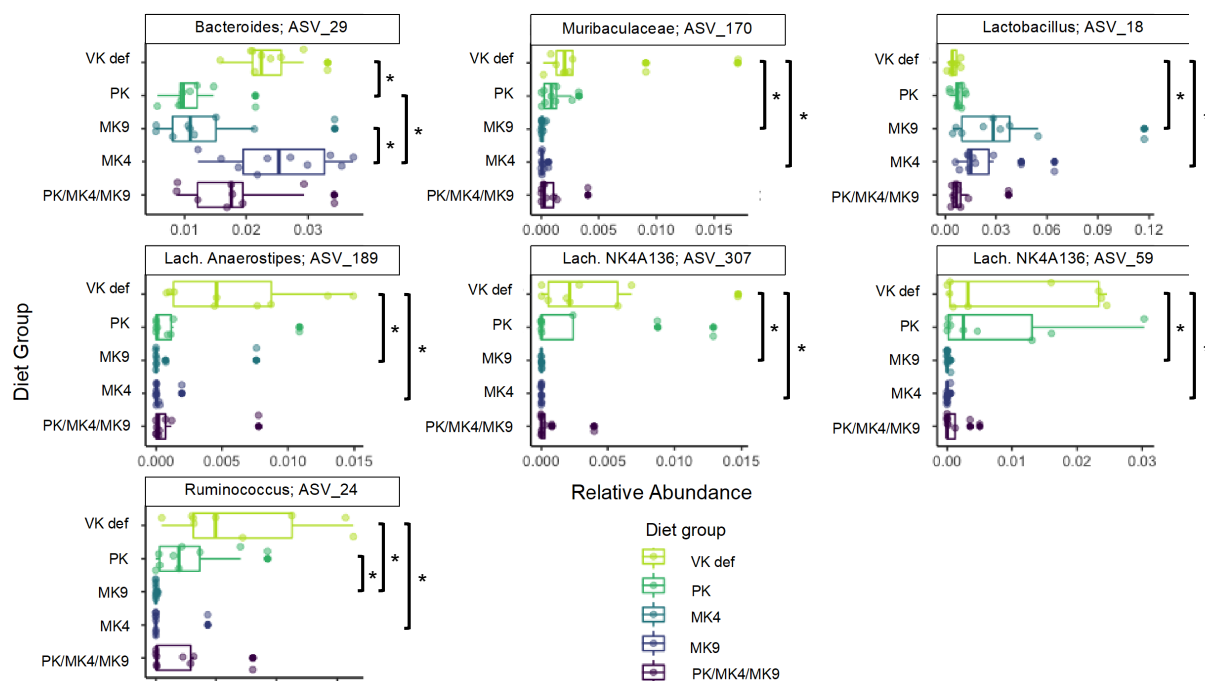 Bacteroides; ASV_29
VK def
PK
MK9
MK4
PK/MK4/MK9
*
*
*
0.01 0.02 0.03
Muribaculaceae; ASV_170
VK def
PK
MK9
MK4
PK/MK4/MK9
*
*
0.000 0.005 0.010 0.015
Lactobacillus; ASV_18
VK def
PK
MK9
MK4
PK/MK4/MK9
*
0.00 0.03 0.06 0.09 0.12
Diet Group
Lach. Anaerostipes; ASV_189
VK def
PK
MK9
MK4
PK/MK4/MK9
*
*
0.000 0.005 0.010 0.015
Lach. NK4A136; ASV_307
VK def
PK
MK9
MK4
PK/MK4/MK9
*
*
0.000 0.005 0.010 0.015
Lach. NK4A136; ASV_59
VK def
PK
MK9
MK4
PK/MK4/MK9
*
0.00 0.01 0.02 0.03
Relative Abundance
Ruminococcus; ASV_24
VK def
PK
MK9
MK4
PK/MK4/MK9
*
*
*
Diet group
VK def
PK
MK4
MK9
PK/MK4/MK9